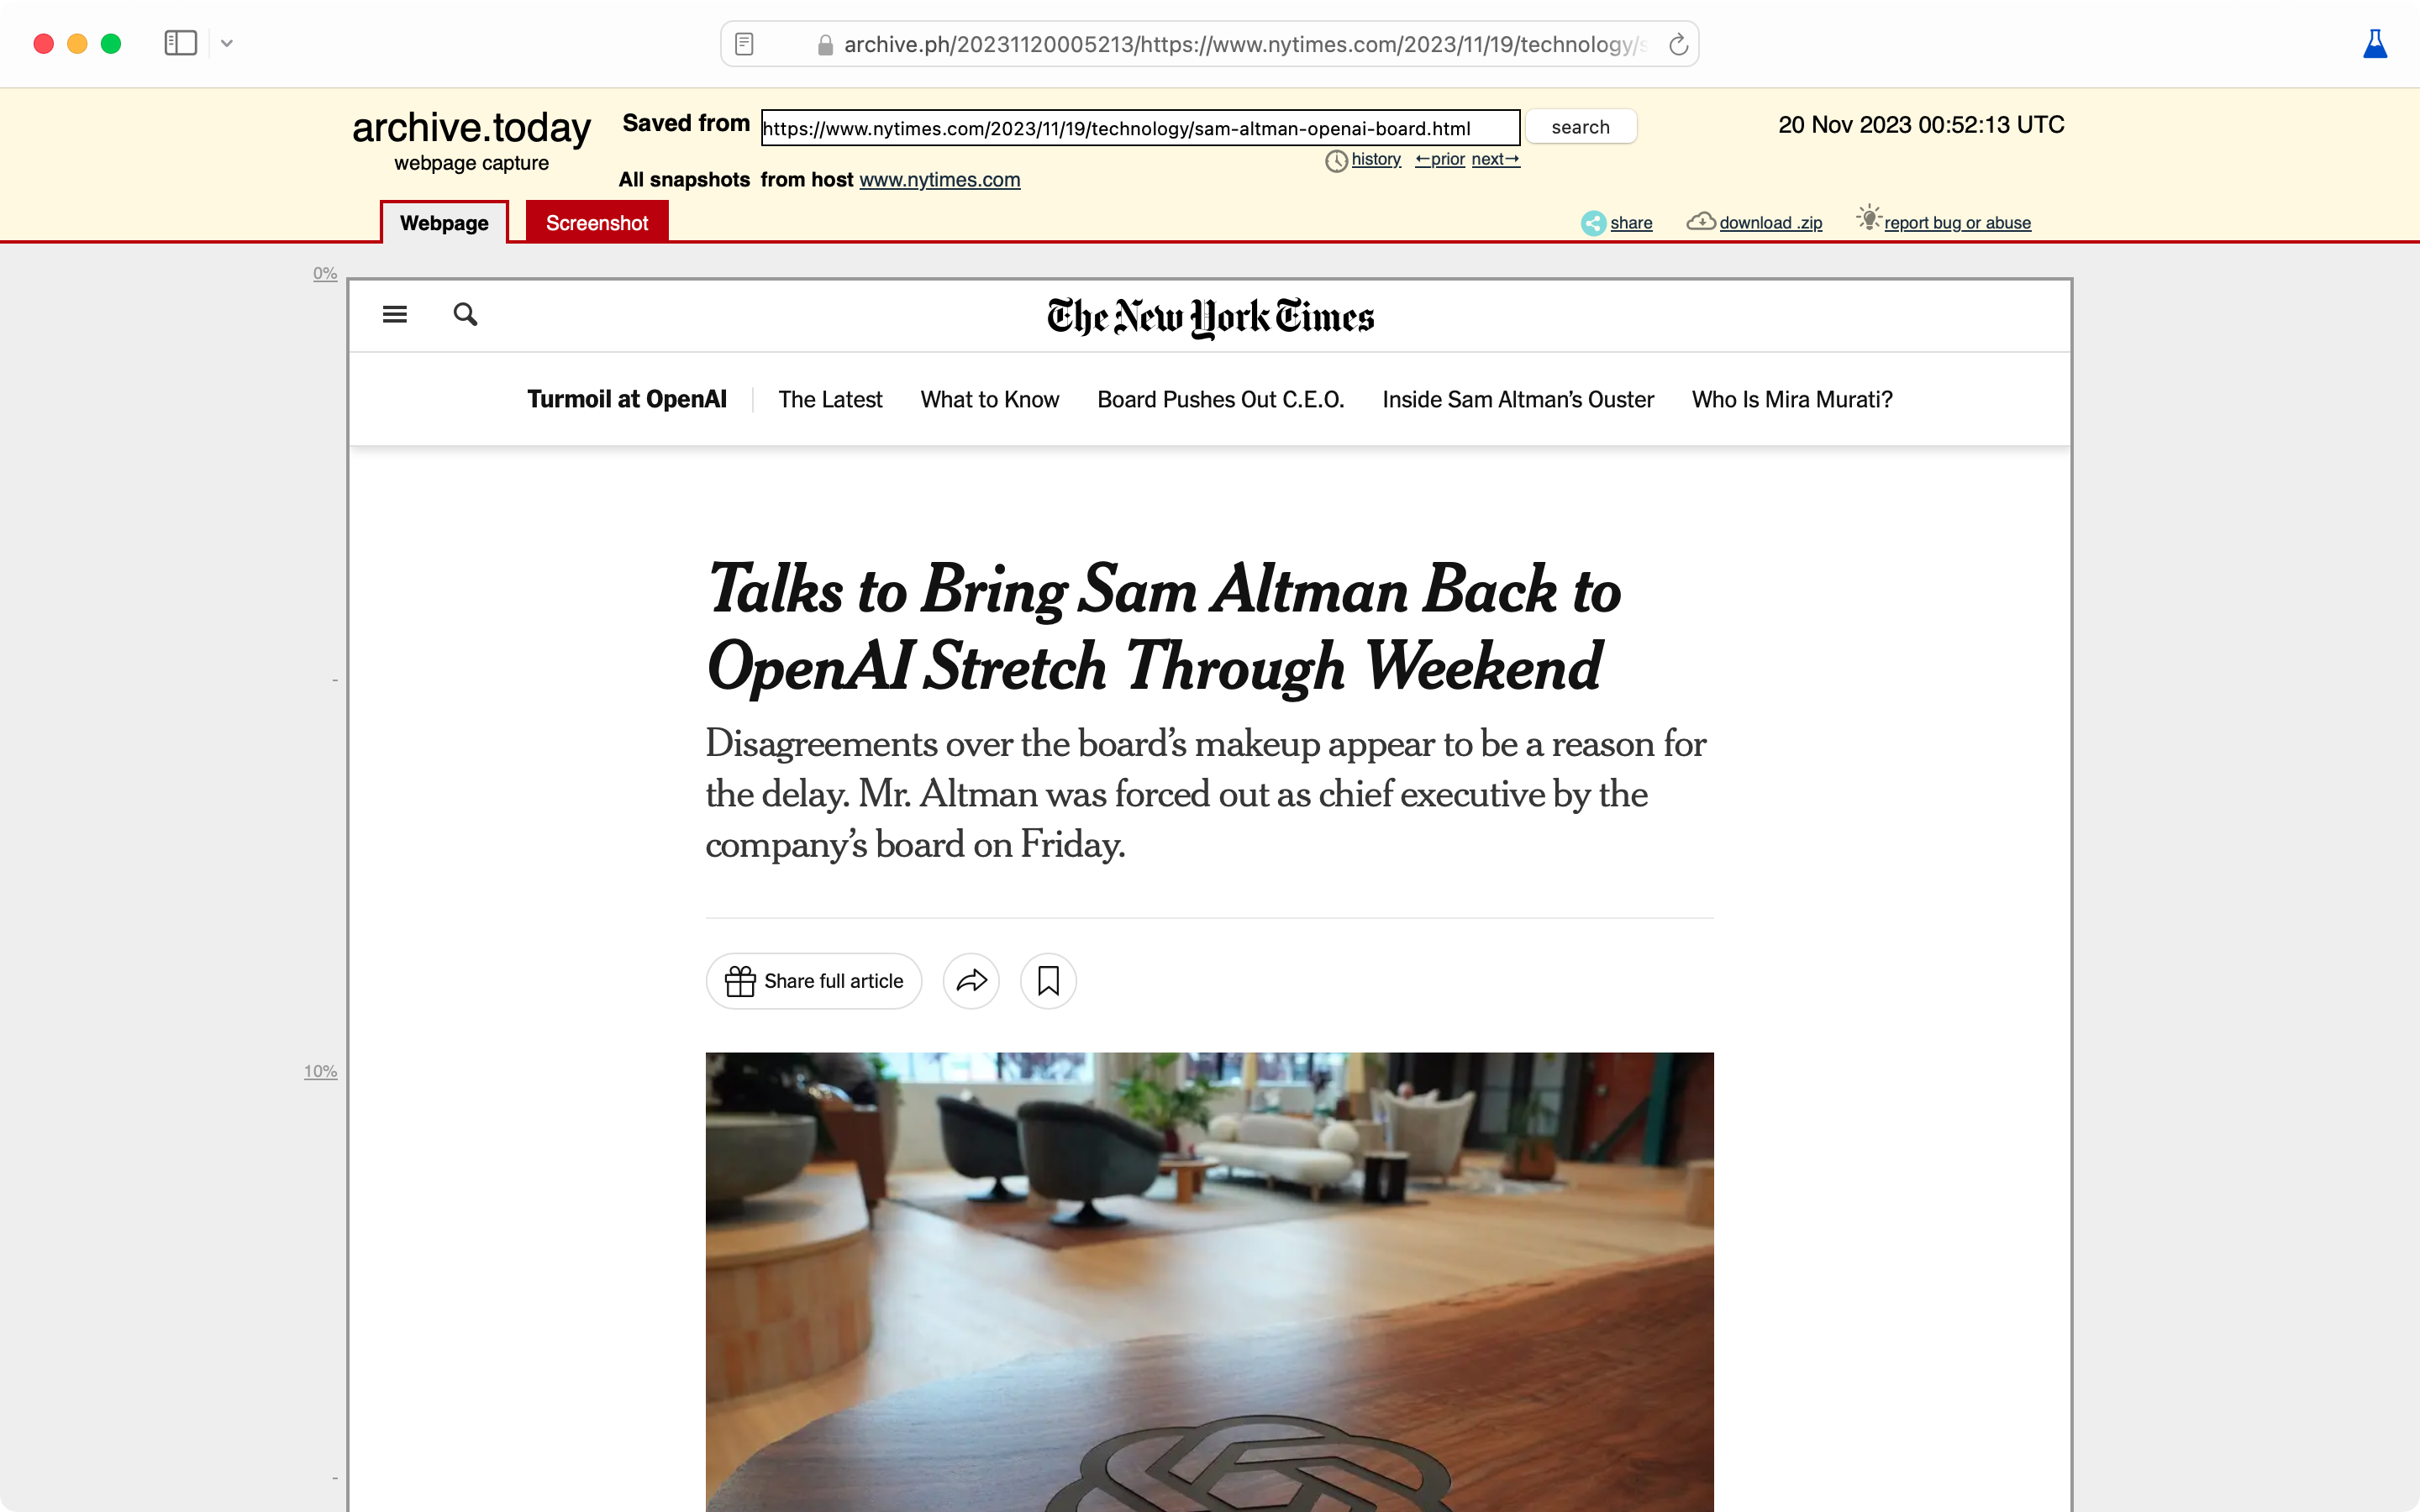 archive.ph/20231120005213/https://www.nytimes.com/2023/11/19/technology/s
archive.today
webpage capture
Saved from https://www.nytimes.com/2023/11/19/technology/sam-altman-openai-board.html search
20 Nov 2023 00:52:13 UTC
history ←prior next→
All snapshots from host www.nytimes.com
Webpage Screenshot
share download .zip report bug or abuse
0%
The New York Times
Turmoil at OpenAI The Latest What to Know Board Pushes Out C.E.O. Inside Sam Altman’s Ouster Who Is Mira Murati?
Talks to Bring Sam Altman Back to
OpenAI Stretch Through Weekend
Disagreements over the board’s makeup appear to be a reason for
the delay. Mr. Altman was forced out as chief executive by the
company’s board on Friday.
Share full article
10%